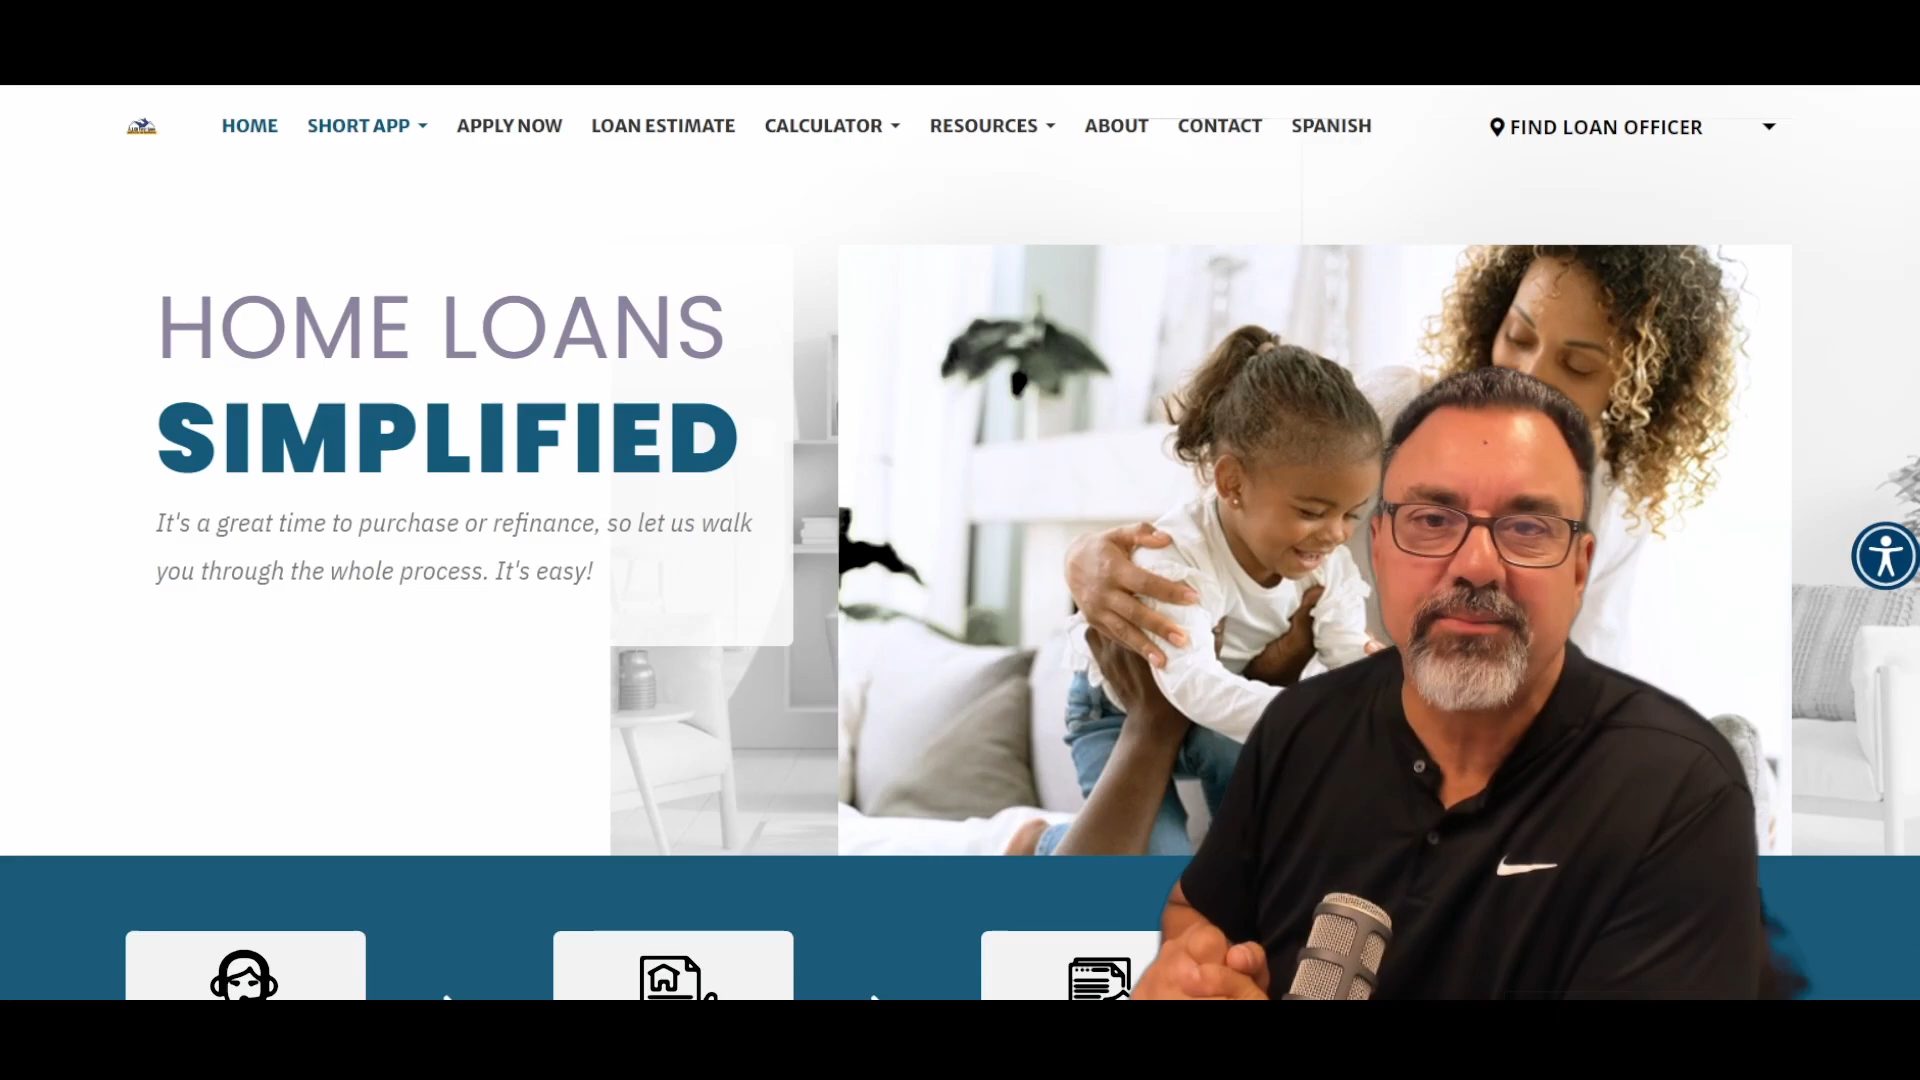 HOME SHORT APP APPLY NOW LOAN ESTIMATE CALCULATOR RESOURCES ABOUT CONTACT SPANISH FIND LOAN OFFICER
HOME LOANS
SIMPLIFIED
It's a great time to purchase or refinance, so let us walk
you through the whole process. It's easy!